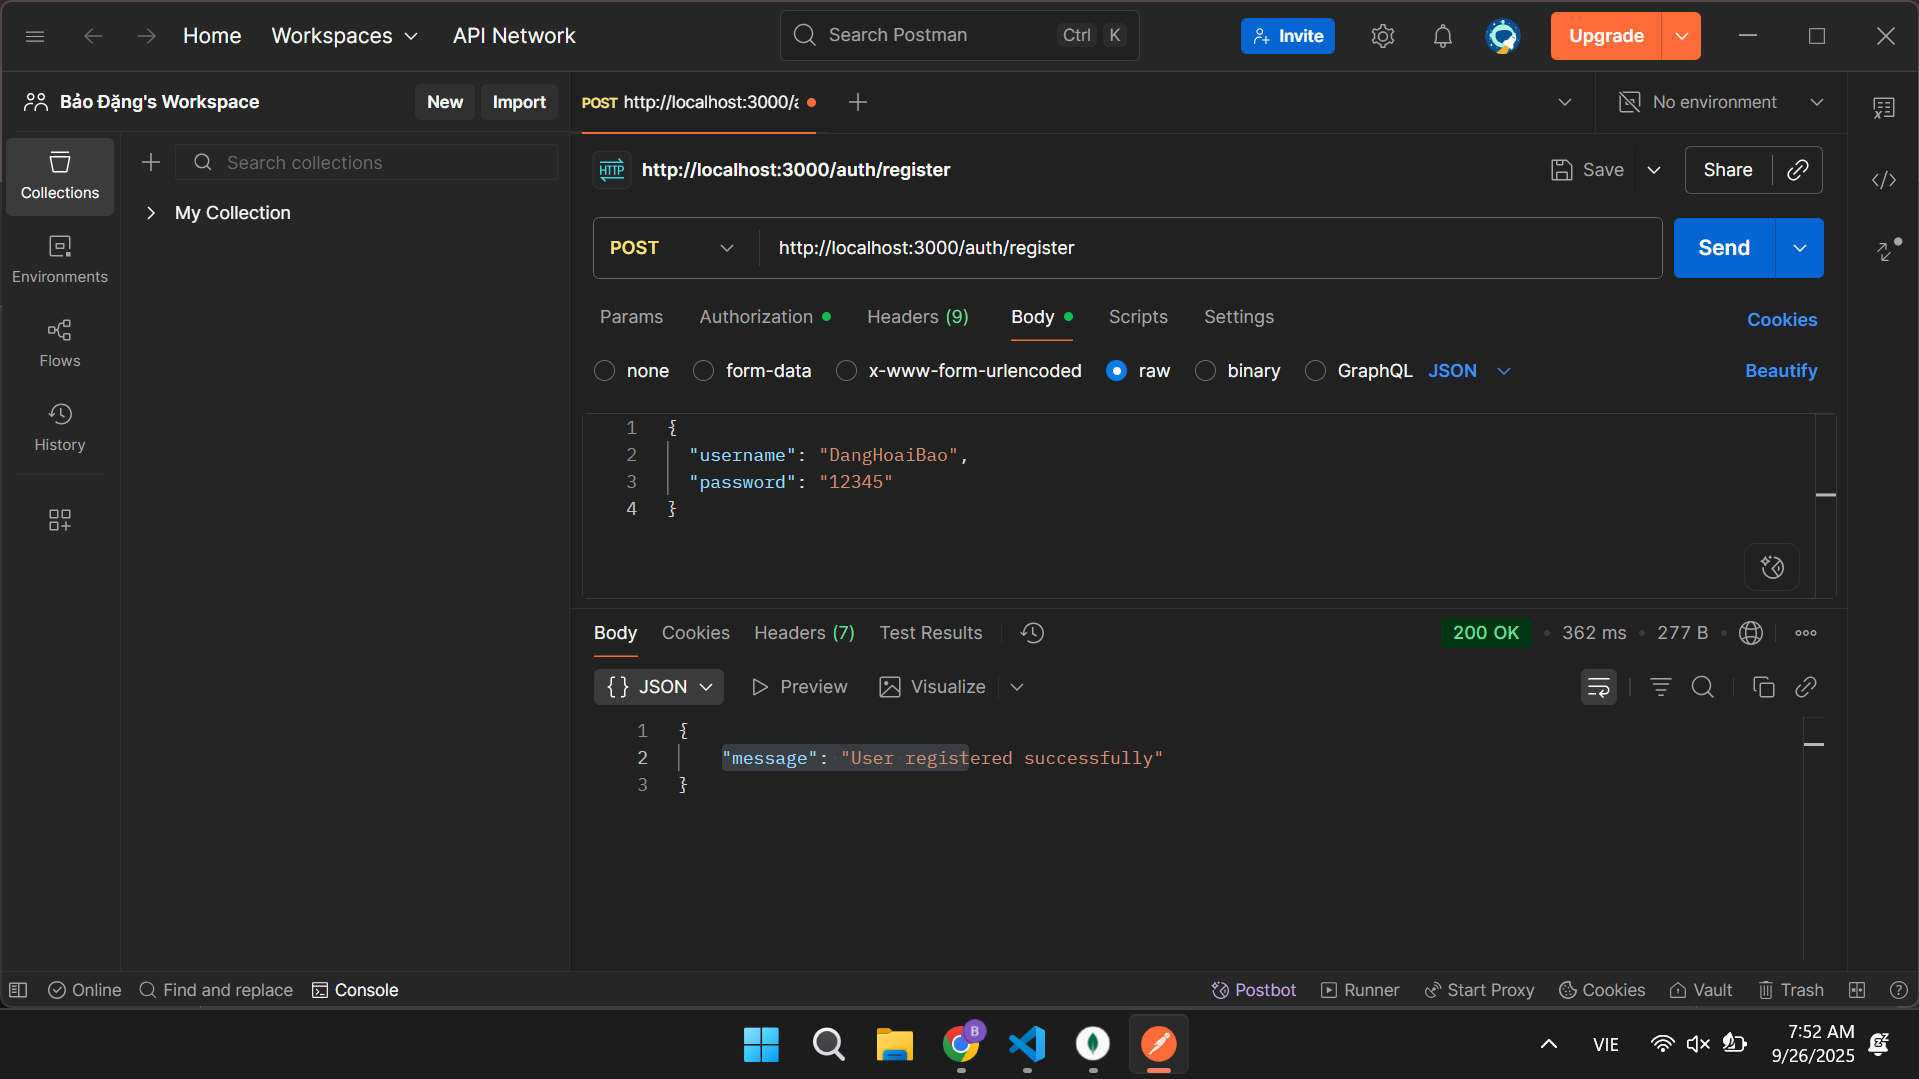 Home
Workspaces
API Network
Search Postman
Ctrl K
Invite
Upgrade
Bảo Đặng's Workspace
New
Import
POST http://localhost:3000/a
No environment
Collections
Search collections
HTTP
http://localhost:3000/auth/register
Save
Share
My Collection
Environments
POST
http://localhost:3000/auth/register
Send
Params
Authorization
Headers (9)
Body
Scripts
Settings
Cookies
Flows
none
form-data
x-www-form-urlencoded
raw
binary
GraphQL
JSON
Beautify
History
1 {
2 "username": "DangHoaiBao",
3 "password": "12345"
4 }
Body
Cookies
Headers (7)
Test Results
200 OK
362 ms
277 B
{} JSON
Preview
Visualize
1 {
2 "message": "User registered successfully"
3 }
Online
Find and replace
Console
Postbot
Runner
Start Proxy
Cookies
Vault
Trash
B
VIE
7:52 AM
9/26/2025